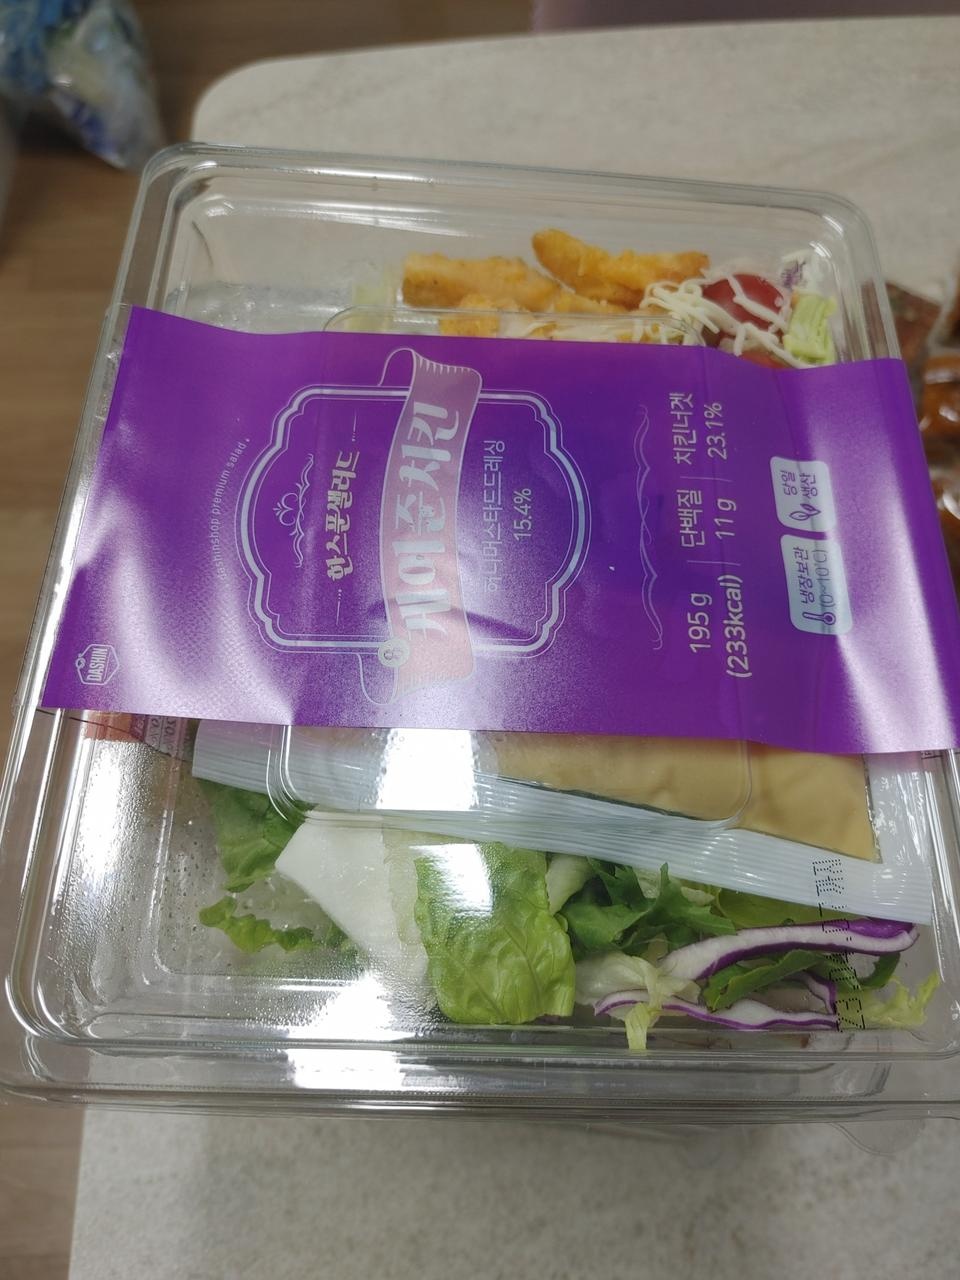 dashinshop premium salad
한스푼샐러드
케이준치킨
허니머스타드드레싱
15.4%
단백질 | 치킨너겟
195 g | 11 g | 23.1%
(233kcal)
냉장보관
(0~10℃)
당일
생산
DASHIN